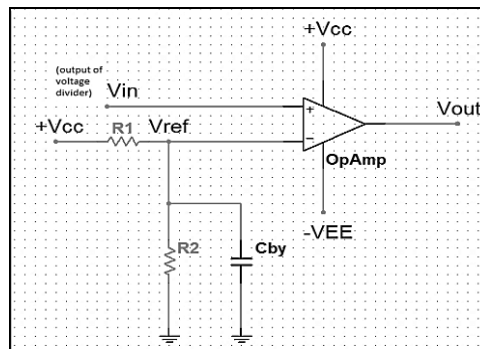 +Vcc
(output of
voltage
divider)
Vin
+
Vout
+Vcc
R1
Vref
−
OpAmp
-VEE
R2
Cby